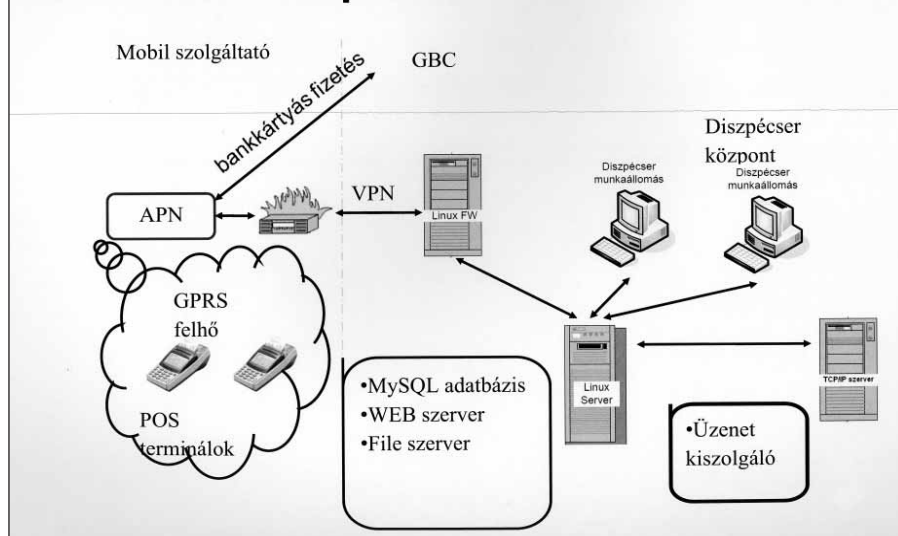 Mobil szolgáltató
GBC
bankkártyás fizetés
Diszpécser
központ
Diszpécser
munkaállomás
Diszpécser
munkaállomás
APN
VPN
Linux FW
GPRS
felhő
POS
terminálok
•MySQL adatbázis
•WEB szerver
•File szerver
Linux
Server
TCP/IP szerver
•Üzenet
kiszolgáló